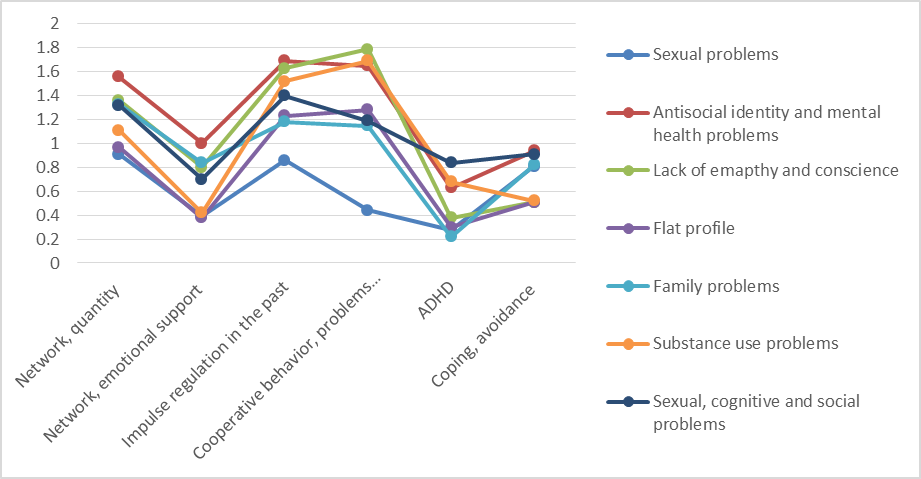 2
1.8
1.6
1.4
1.2
1
0.8
0.6
0.4
0.2
0
Network, quantity
Network, emotional support
Impulse regulation in the past
Cooperative behavior, problems...
ADHD
Coping, avoidance
Sexual problems
Antisocial identity and mental
health problems
Lack of emapthy and conscience
Flat profile
Family problems
Substance use problems
Sexual, cognitive and social
problems